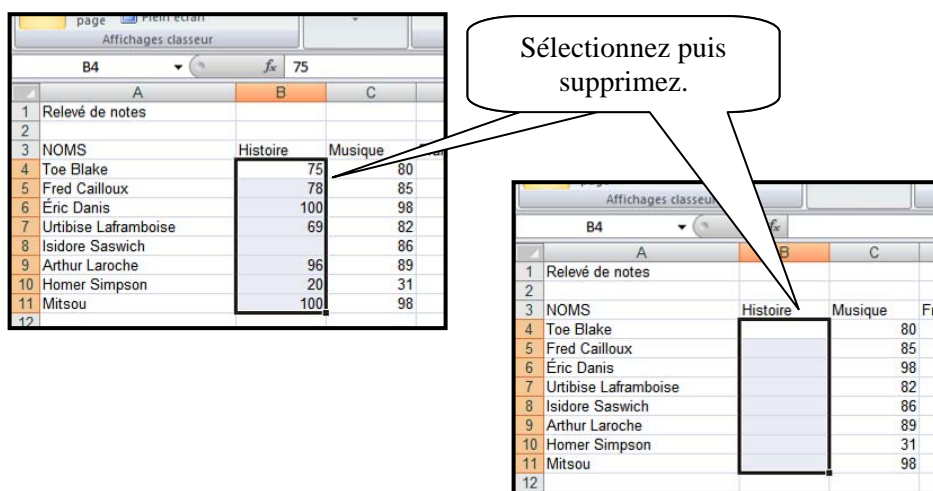 page Plein écran
Affichages classeur
B4 fx 75
A B C
1 Relevé de notes
2
3 NOMS Histoire Musique
4 Toe Blake 75 80
5 Fred Cailloux 78 85
6 Éric Danis 100 98
7 Urtibise Laframboise 69 82
8 Isidore Saswich 86
9 Arthur Laroche 96 89
10 Homer Simpson 20 31
11 Mitsou 100 98
12
Sélectionnez puis
supprimez.
Affichages classeur
B4
A B C
1 Relevé de notes
2
3 NOMS Histoire Musique
4 Toe Blake 80
5 Fred Cailloux 85
6 Éric Danis 98
7 Urtibise Laframboise 82
8 Isidore Saswich 86
9 Arthur Laroche 89
10 Homer Simpson 31
11 Mitsou 98
12